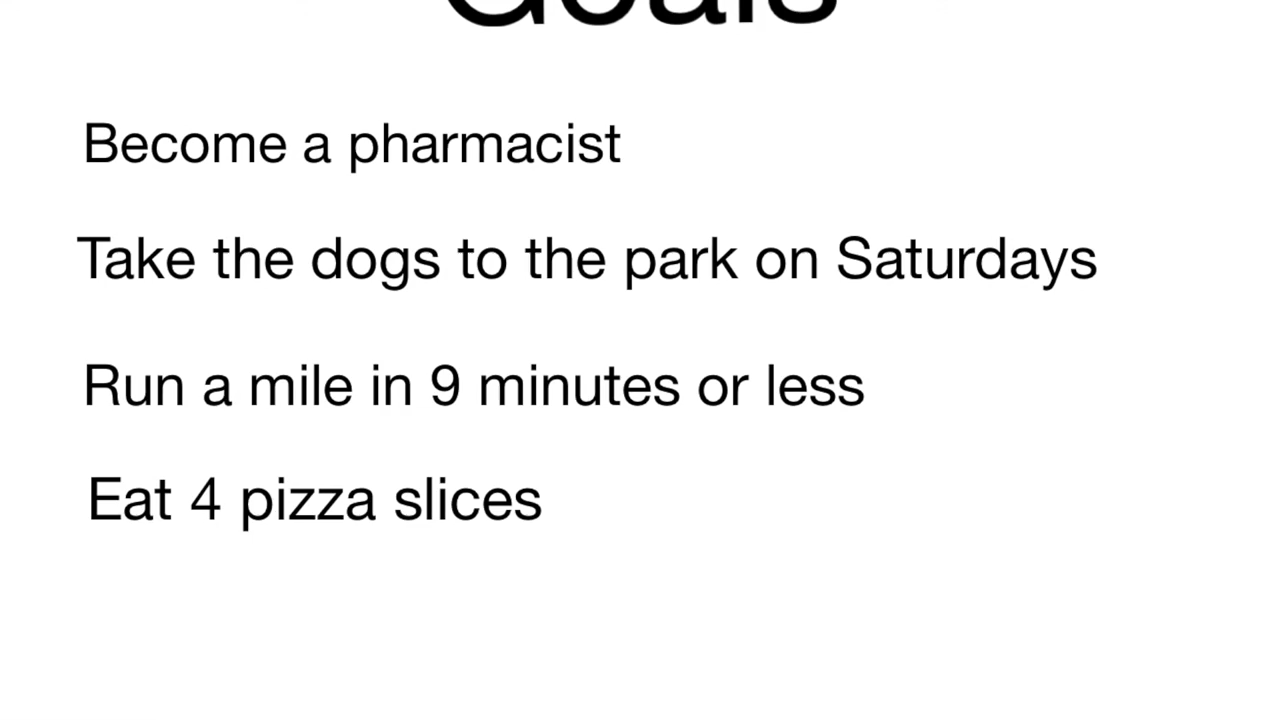 Goals
Become a pharmacist
Take the dogs to the park on Saturdays
Run a mile in 9 minutes or less
Eat 4 pizza slices